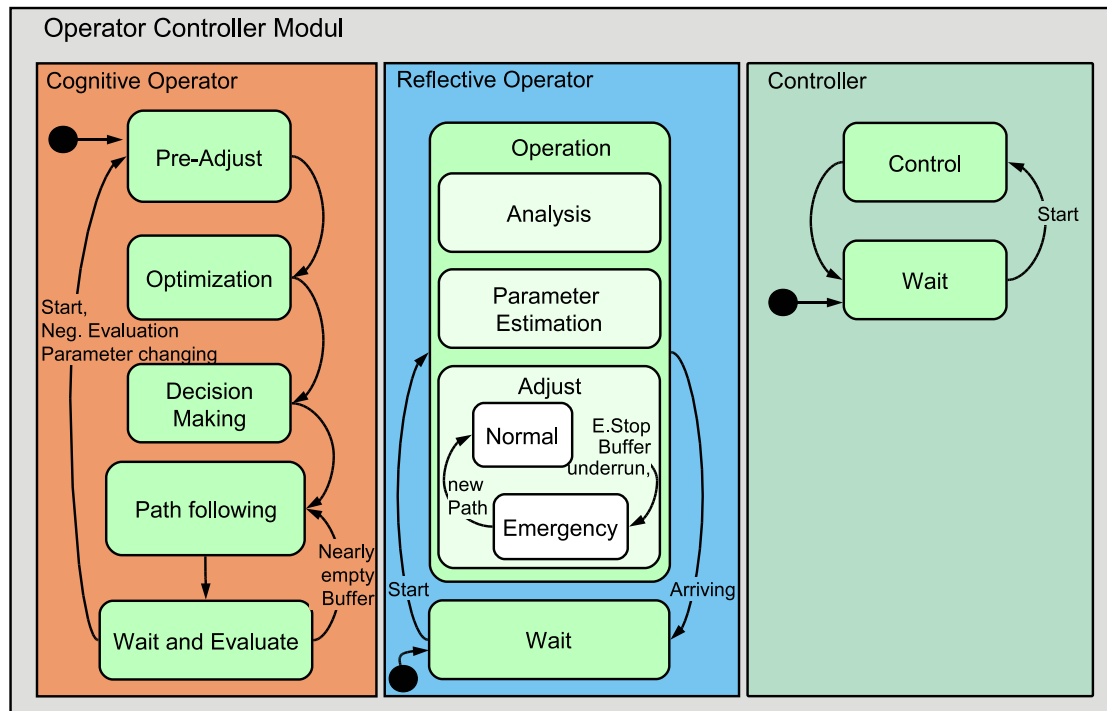 Operator Controller Modul
Cognitive Operator
Pre-Adjust
Optimization
Start,
Neg. Evaluation
Parameter changing
Decision
Making
Path following
Nearly
empty
Buffer
Wait and Evaluate
Reflective Operator
Operation
Analysis
Parameter
Estimation
Adjust
Normal
E.Stop
Buffer
underrun,
new
Path
Emergency
Start
Arriving
Wait
Controller
Control
Start
Wait